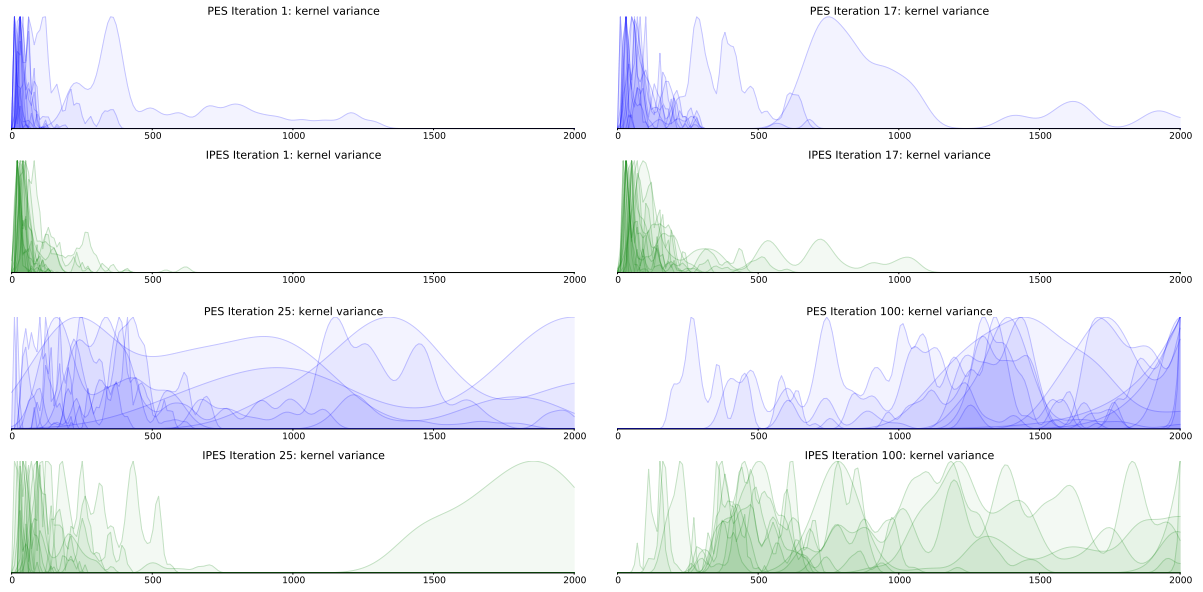 PES Iteration 1: kernel variance
0 500 1000 1500 2000
PES Iteration 17: kernel variance
0 500 1000 1500 2000
IPES Iteration 1: kernel variance
0 500 1000 1500 2000
IPES Iteration 17: kernel variance
0 500 1000 1500 2000
PES Iteration 25: kernel variance
0 500 1000 1500 2000
PES Iteration 100: kernel variance
0 500 1000 1500 2000
IPES Iteration 25: kernel variance
0 500 1000 1500 2000
IPES Iteration 100: kernel variance
0 500 1000 1500 2000